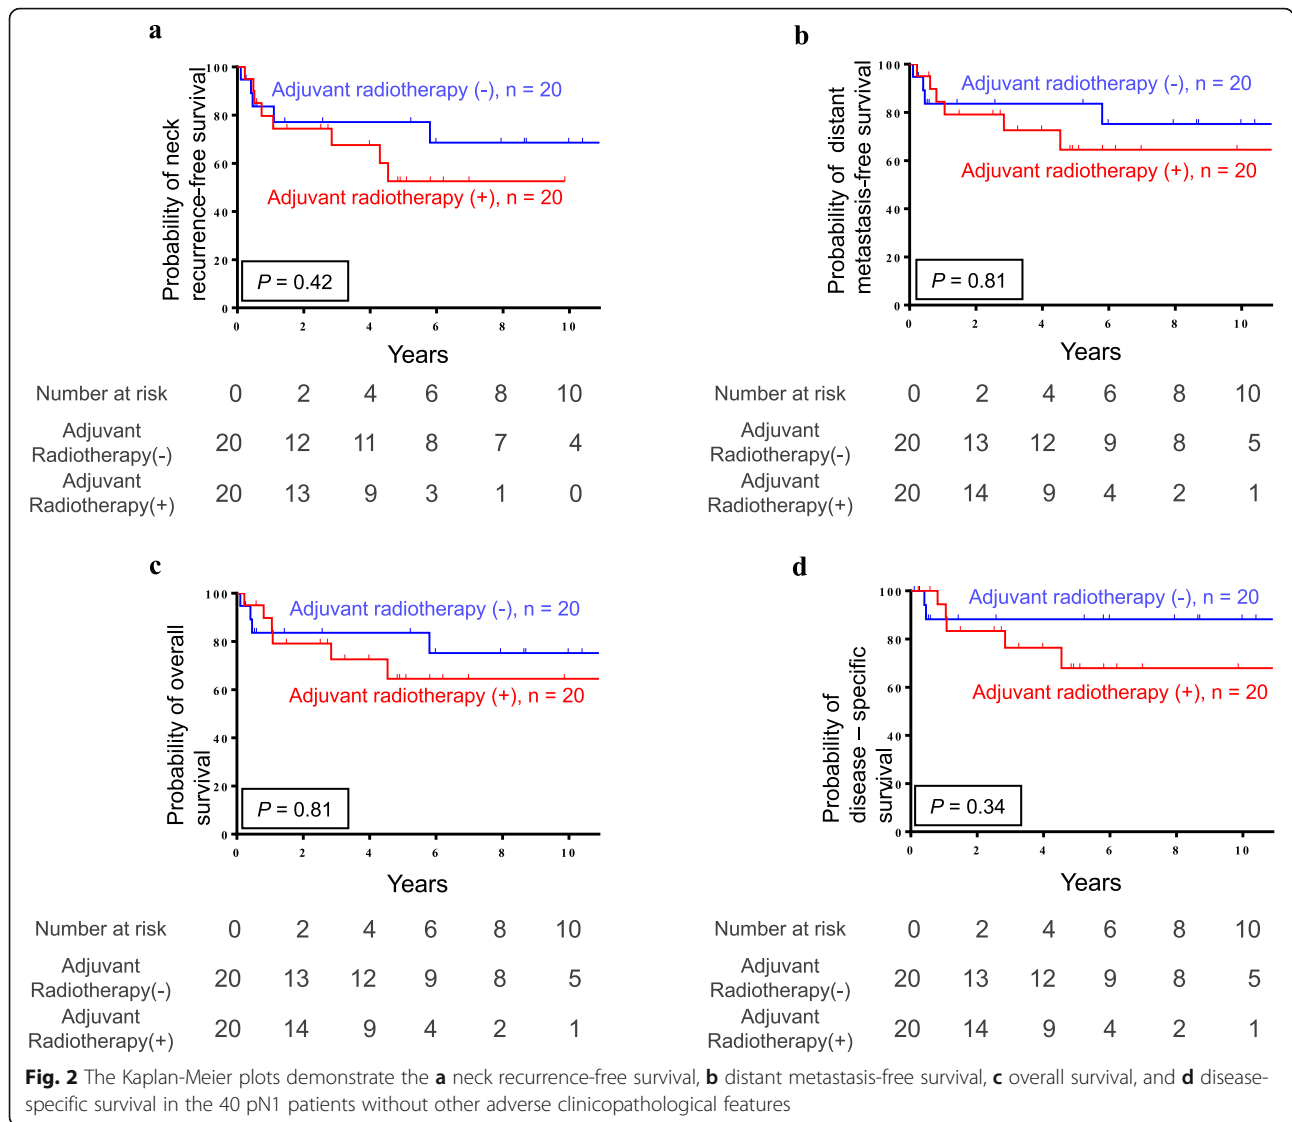 a
Probability of neck
recurrence-free survival
100
80
60
40
20
0
Adjuvant radiotherapy (-), n = 20
Adjuvant radiotherapy (+), n = 20
P = 0.42
0 2 4 6 8 10
Years
Number at risk 0 2 4 6 8 10
Adjuvant
Radiotherapy(-) 20 12 11 8 7 4
Adjuvant
Radiotherapy(+) 20 13 9 3 1 0
b
Probability of distant
metastasis-free survival
100
80
60
40
20
0
Adjuvant radiotherapy (-), n = 20
Adjuvant radiotherapy (+), n = 20
P = 0.81
0 2 4 6 8 10
Years
Number at risk 0 2 4 6 8 10
Adjuvant
Radiotherapy(-) 20 13 12 9 8 5
Adjuvant
Radiotherapy(+) 20 14 9 4 2 1
c
Probability of overall
survival
100
80
60
40
20
0
Adjuvant radiotherapy (-), n = 20
Adjuvant radiotherapy (+), n = 20
P = 0.81
0 2 4 6 8 10
Years
Number at risk 0 2 4 6 8 10
Adjuvant
Radiotherapy(-) 20 13 12 9 8 5
Adjuvant
Radiotherapy(+) 20 14 9 4 2 1
d
Probability of
disease – specific
survival
100
80
60
40
20
0
Adjuvant radiotherapy (-), n = 20
Adjuvant radiotherapy (+), n = 20
P = 0.34
0 2 4 6 8 10
Years
Number at risk 0 2 4 6 8 10
Adjuvant
Radiotherapy(-) 20 13 12 9 8 5
Adjuvant
Radiotherapy(+) 20 14 9 4 2 1
Fig. 2 The Kaplan-Meier plots demonstrate the a neck recurrence-free survival, b distant metastasis-free survival, c overall survival, and d disease-
specific survival in the 40 pN1 patients without other adverse clinicopathological features